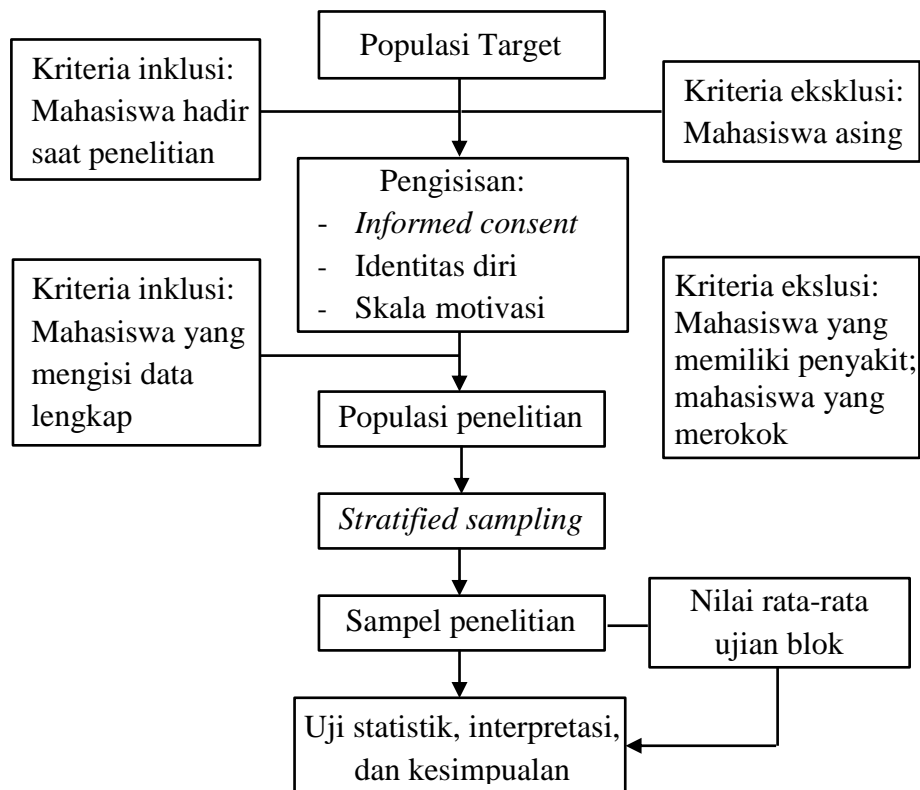 Populasi Target
Kriteria inklusi:
Mahasiswa hadir
saat penelitian
Kriteria eksklusi:
Mahasiswa asing
Pengisisan:
- Informed consent
- Identitas diri
- Skala motivasi
Kriteria inklusi:
Mahasiswa yang
mengisi data
lengkap
Kriteria ekslusi:
Mahasiswa yang
memiliki penyakit;
mahasiswa yang
merokok
Populasi penelitian
Stratified sampling
Sampel penelitian
Nilai rata-rata
ujian blok
Uji statistik, interpretasi,
dan kesimpualan